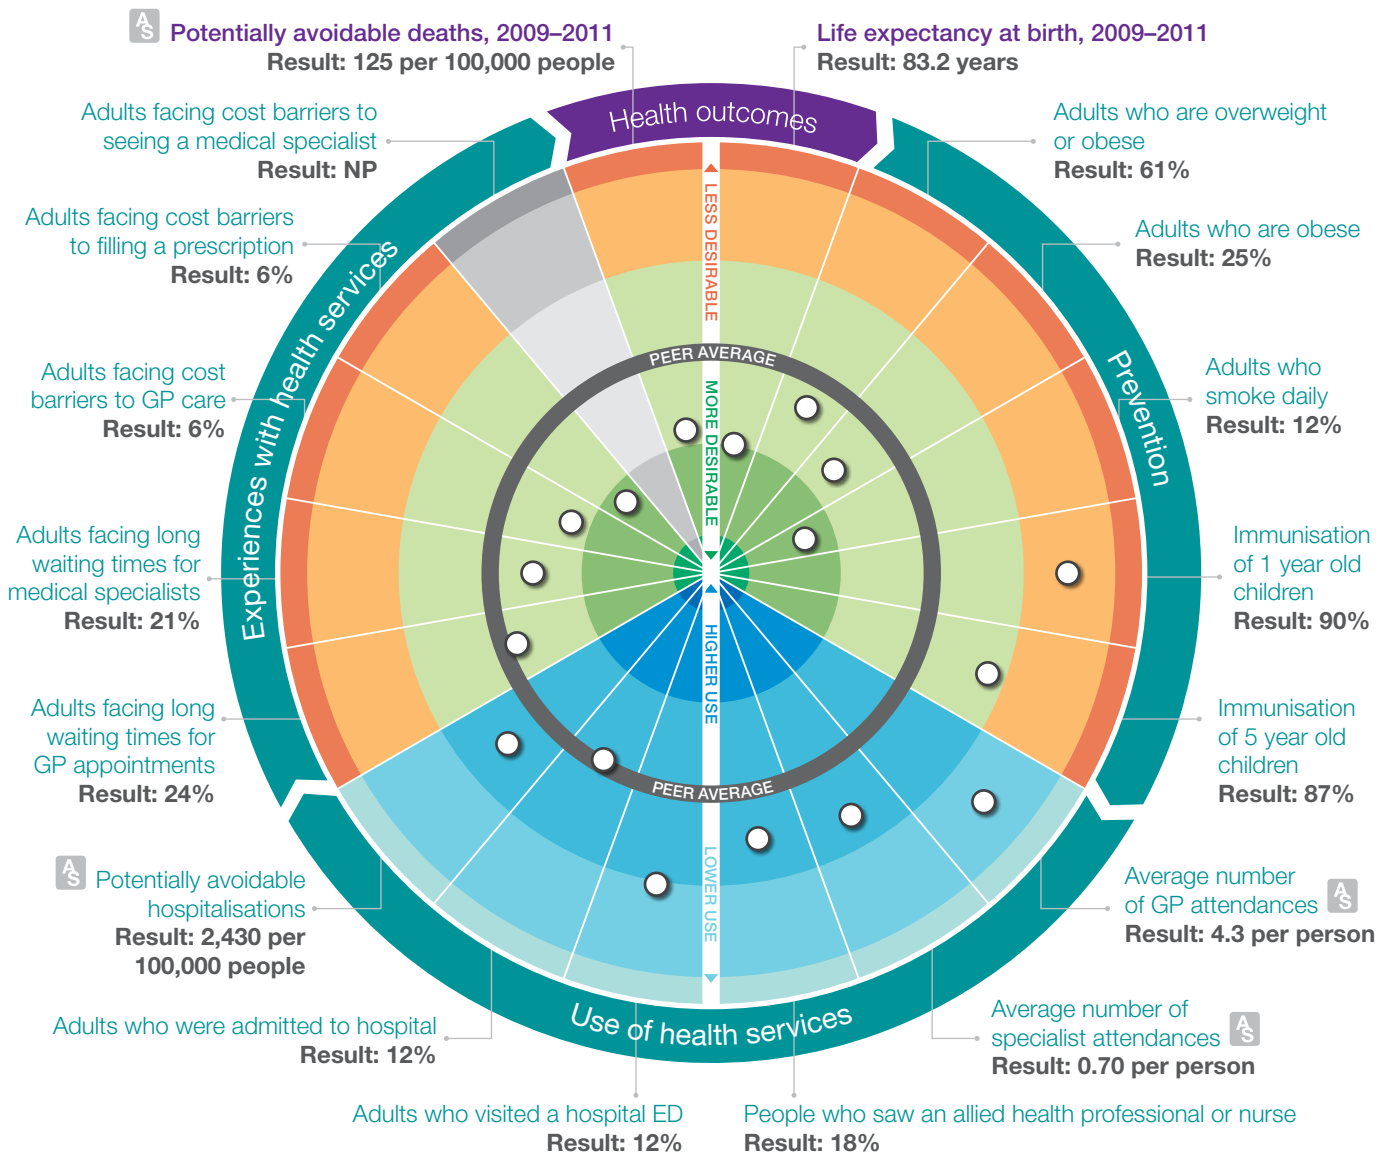 AS Potentially avoidable deaths, 2009–2011
Result: 125 per 100,000 people
Life expectancy at birth, 2009–2011
Result: 83.2 years
Adults facing cost barriers to
seeing a medical specialist
Result: NP
Health outcomes
Adults who are overweight
or obese
Result: 61%
Adults facing cost barriers
to filling a prescription
Result: 6%
Adults who are obese
Result: 25%
Adults facing cost
barriers to GP care
Result: 6%
Adults who
smoke daily
Result: 12%
Experiences with health services
Prevention
LESS DESIRABLE
PEER AVERAGE
MORE DESIRABLE
HIGHER USE
PEER AVERAGE
LOWER USE
Adults facing long
waiting times for
medical specialists
Result: 21%
Immunisation
of 1 year old
children
Result: 90%
Adults facing long
waiting times for
GP appointments
Result: 24%
Immunisation
of 5 year old
children
Result: 87%
AS Potentially avoidable
hospitalisations
Result: 2,430 per
100,000 people
Average number
of GP attendances AS
Result: 4.3 per person
Use of health services
Adults who were admitted to hospital
Result: 12%
Average number of
specialist attendances AS
Result: 0.70 per person
Adults who visited a hospital ED
Result: 12%
People who saw an allied health professional or nurse
Result: 18%